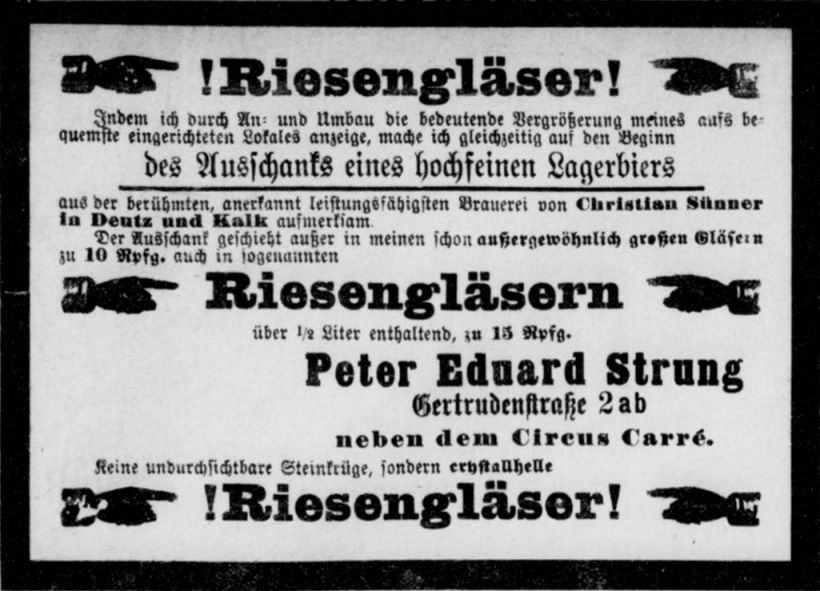 !Riesengläser!
Indem ich durch An= und Umbau die bedeutende Vergrößerung meines aufs be=
quemste eingerichteten Lokales anzeige, mache ich gleichzeitig auf den Beginn
des Ausschanks eines hochfeinen Lagerbiers
aus der berühmten, anerkannt leistungsfähigsten Brauerei von Christian Sünner
in Deutz und Kalk aufmerksam.
Der Ausschank geschieht außer in meinen schon außergewöhnlich großen Gläsern
zu 10 Rpfg. auch in sogenannten
Riesengläsern
über 1/2 Liter enthaltend, zu 15 Rpfg.
Peter Eduard Strung
Gertrudenstraße 2ab
neben dem Circus Carré.
Keine undurchsichtbare Steinkrüge, sondern crystallhelle
!Riesengläser!